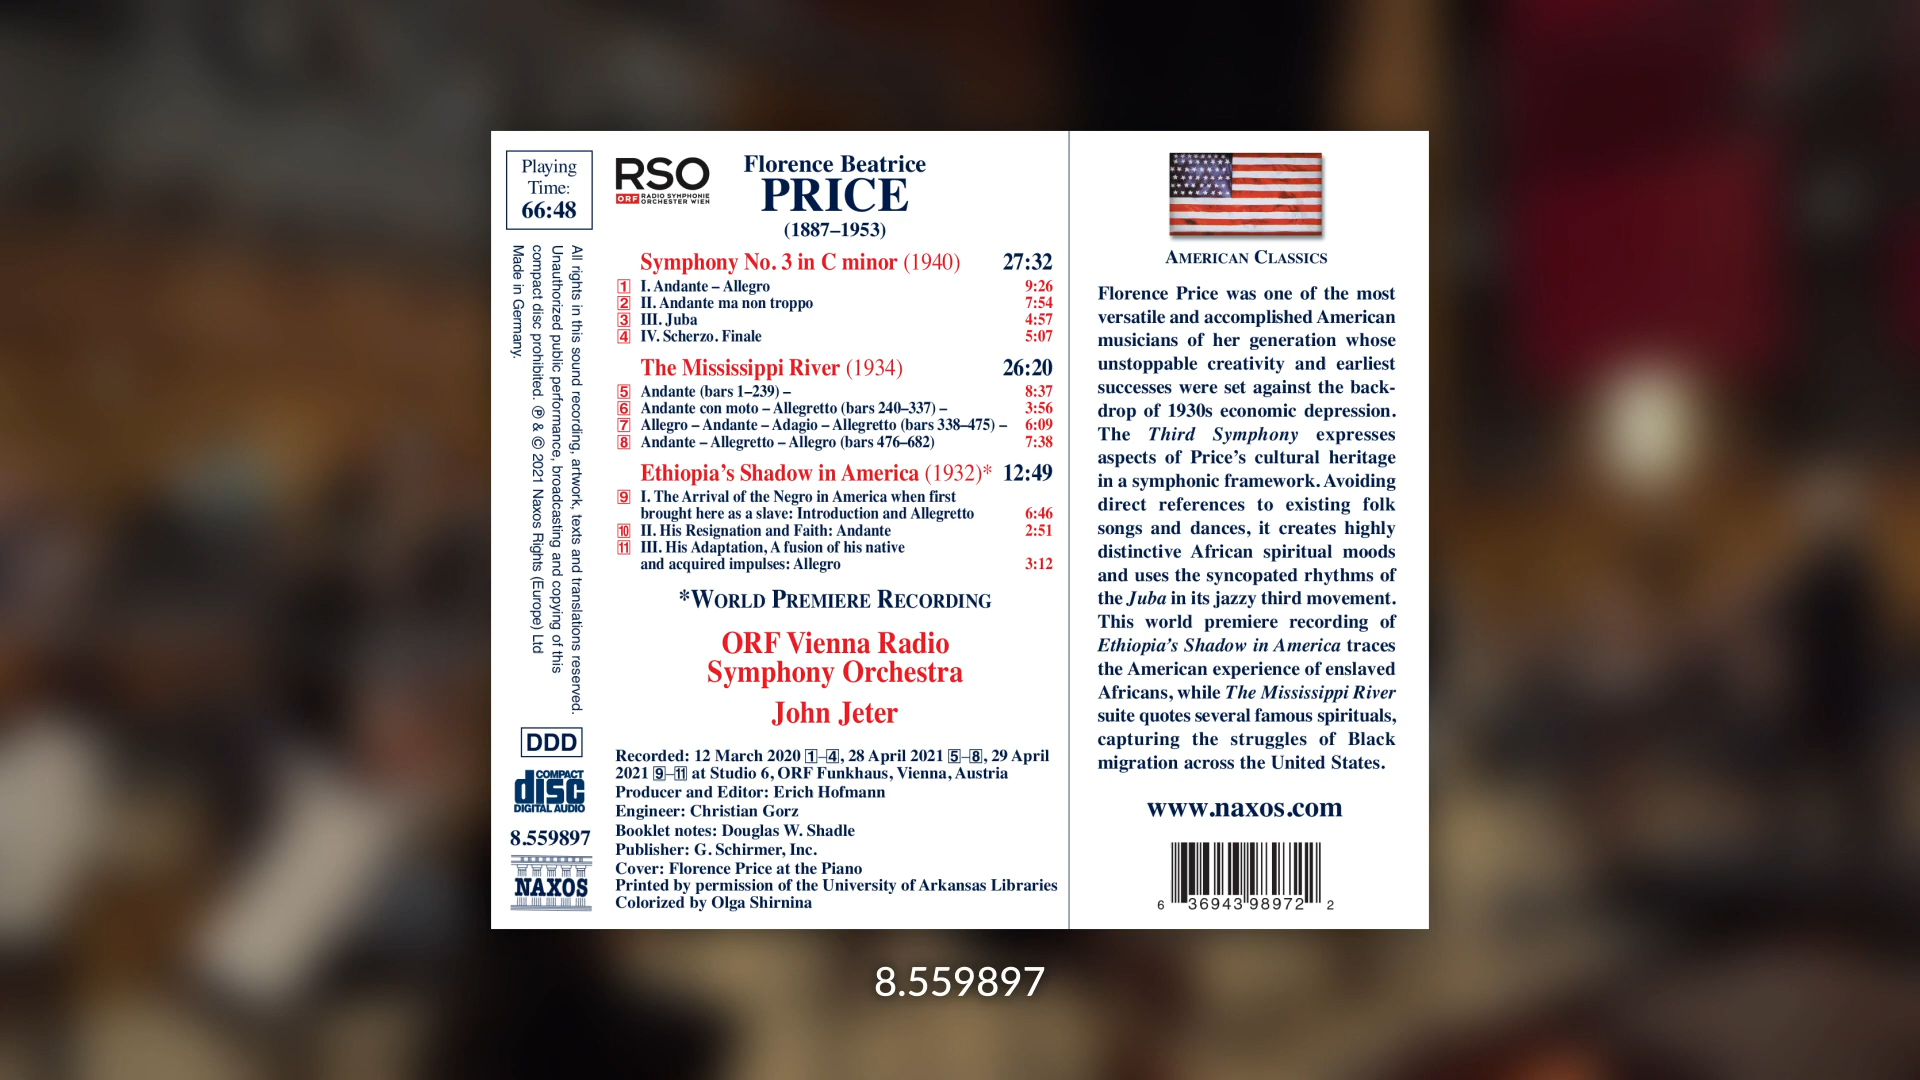 Playing
Time:
66:48
All rights in this sound recording, artwork, texts and translations reserved.
Unauthorized public performance, broadcasting and copying of this
compact disc prohibited. ℗ & © 2021 Naxos Rights (Europe) Ltd
Made in Germany.
DDD
COMPACT
disc
DIGITAL AUDIO
8.559897
NAXOS
RSO
ORF RADIO SYMPHONIE
ORCHESTER WIEN
Florence Beatrice
PRICE
(1887–1953)
Symphony No. 3 in C minor (1940) 27:32
1 I. Andante – Allegro 9:26
2 II. Andante ma non troppo 7:54
3 III. Juba 4:57
4 IV. Scherzo. Finale 5:07
The Mississippi River (1934) 26:20
5 Andante (bars 1–239) – 8:37
6 Andante con moto – Allegretto (bars 240–337) – 3:56
7 Allegro – Andante – Adagio – Allegretto (bars 338–475) – 6:09
8 Andante – Allegretto – Allegro (bars 476–682) 7:38
Ethiopia's Shadow in America (1932)* 12:49
9 I. The Arrival of the Negro in America when first
brought here as a slave: Introduction and Allegretto 6:46
10 II. His Resignation and Faith: Andante 2:51
11 III. His Adaptation, A fusion of his native
and acquired impulses: Allegro 3:12
*WORLD PREMIERE RECORDING
ORF Vienna Radio
Symphony Orchestra
John Jeter
Recorded: 12 March 2020 1–4, 28 April 2021 5–8, 29 April
2021 9–11 at Studio 6, ORF Funkhaus, Vienna, Austria
Producer and Editor: Erich Hofmann
Engineer: Christian Gorz
Booklet notes: Douglas W. Shadle
Publisher: G. Schirmer, Inc.
Cover: Florence Price at the Piano
Printed by permission of the University of Arkansas Libraries
Colorized by Olga Shirnina
AMERICAN CLASSICS
Florence Price was one of the most
versatile and accomplished American
musicians of her generation whose
unstoppable creativity and earliest
successes were set against the back-
drop of 1930s economic depression.
The Third Symphony expresses
aspects of Price's cultural heritage
in a symphonic framework. Avoiding
direct references to existing folk
songs and dances, it creates highly
distinctive African spiritual moods
and uses the syncopated rhythms of
the Juba in its jazzy third movement.
This world premiere recording of
Ethiopia's Shadow in America traces
the American experience of enslaved
Africans, while The Mississippi River
suite quotes several famous spirituals,
capturing the struggles of Black
migration across the United States.
www.naxos.com
6 36943 98972 2
8.559897